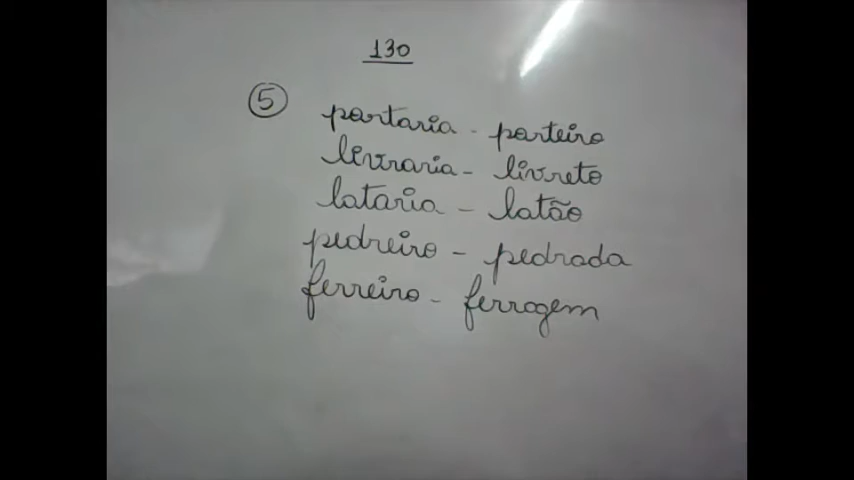 130
5 portaria - porteiro
livraria - livreto
lataria - latão
pedreiro - pedrada
ferreiro - ferragem